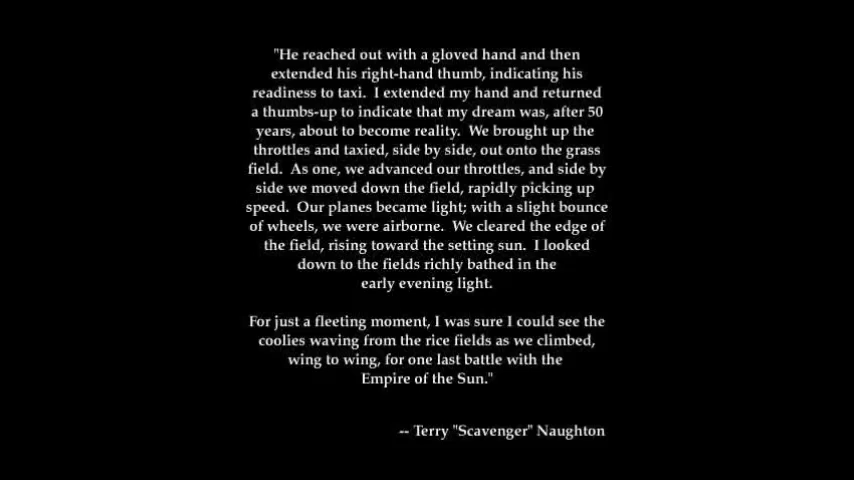 "He reached out with a gloved hand and then
extended his right-hand thumb, indicating his
readiness to taxi.  I extended my hand and returned
a thumbs-up to indicate that my dream was, after 50
years, about to become reality.  We brought up the
throttles and taxied, side by side, out onto the grass
field.  As one, we advanced our throttles, and side by
side we moved down the field, rapidly picking up
speed.  Our planes became light; with a slight bounce
of wheels, we were airborne.  We cleared the edge of
the field, rising toward the setting sun.  I looked
down to the fields richly bathed in the
early evening light.
For just a fleeting moment, I was sure I could see the
coolies waving from the rice fields as we climbed,
wing to wing, for one last battle with the
Empire of the Sun."
-- Terry "Scavenger" Naughton